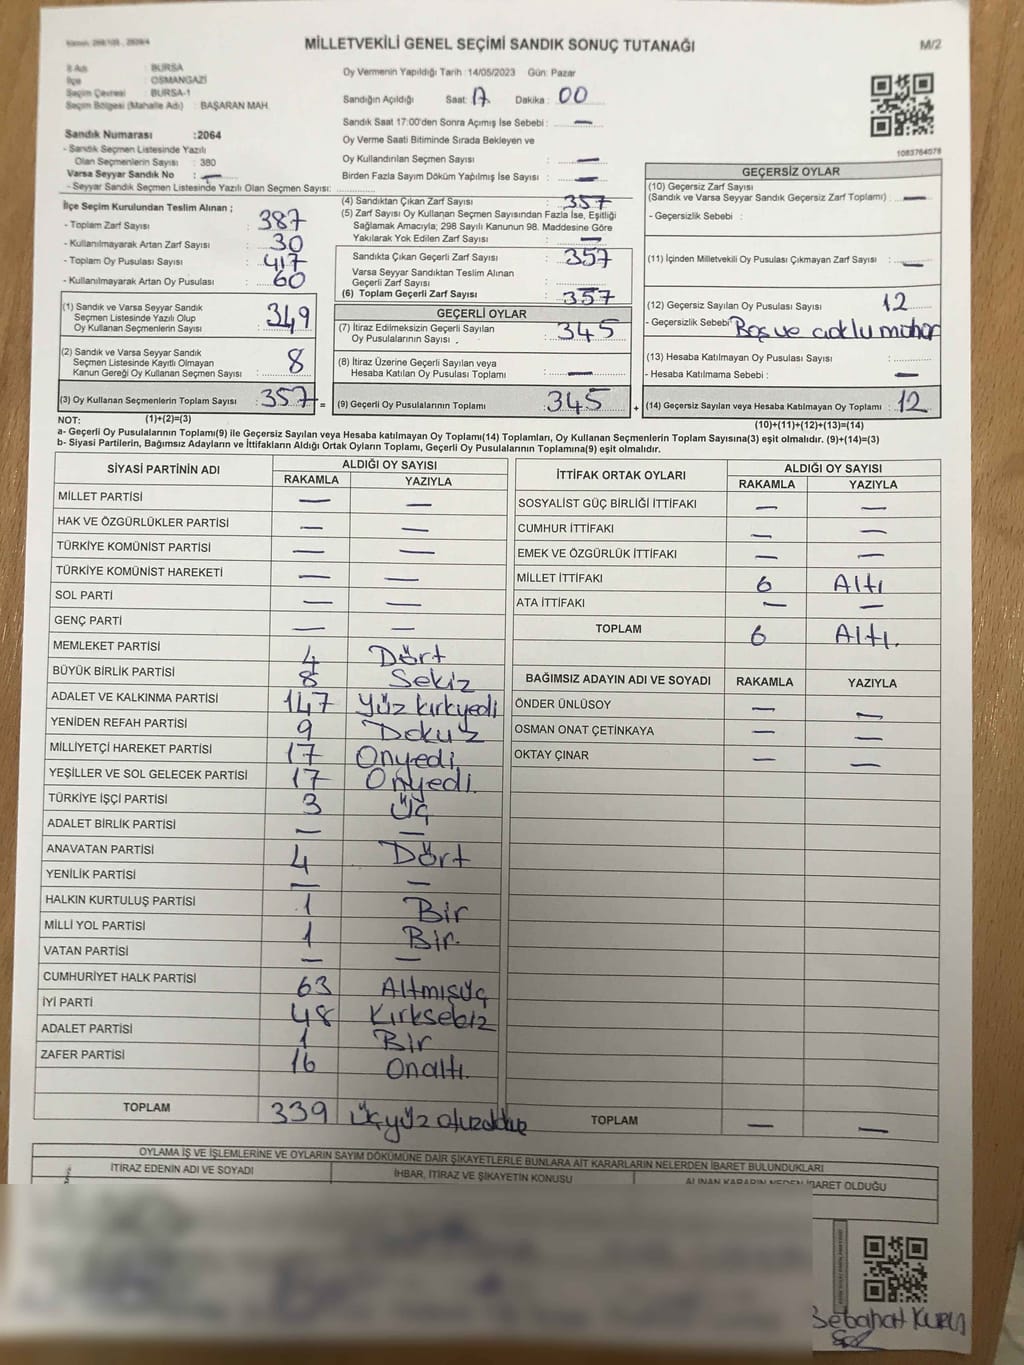 MİLLETVEKİLİ GENEL SEÇİMİ SANDIK SONUÇ TUTANAĞI
M/2
İl Adı : BURSA
İlçe : OSMANGAZİ
Seçim Çevresi : BURSA-1
Seçim Bölgesi (Mahalle Adı) : BAŞARAN MAH.
Oy Vermenin Yapıldığı Tarih : 14/05/2023 Gün: Pazar
Sandığın Açıldığı Saat: 17 Dakika : 00
Sandık Saat 17:00'den Sonra Açımış İse Sebebi : —
Oy Verme Saati Bitiminde Sırada Bekleyen ve
Oy Kullandırılan Seçmen Sayısı : —
Birden Fazla Sayım Döküm Yapılmış İse Sayısı : —
1083764078
Sandık Numarası : 2064
- Sandık Seçmen Listesinde Yazılı
Olan Seçmenlerin Sayısı : 380
Varsa Seyyar Sandık No : —
- Seyyar Sandık Seçmen Listesinde Yazılı Olan Seçmen Sayısı:
İlçe Seçim Kurulundan Teslim Alınan ;
- Toplam Zarf Sayısı : 387
- Kullanılmayarak Artan Zarf Sayısı : 30
- Toplam Oy Pusulası Sayısı : 417
- Kullanılmayarak Artan Oy Pusulası : 60
(1) Sandık ve Varsa Seyyar Sandık
Seçmen Listesinde Yazılı Olup
Oy Kullanan Seçmenlerin Sayısı : 349
(2) Sandık ve Varsa Seyyar Sandık
Seçmen Listesinde Kayıtlı Olmayan
Kanun Gereği Oy Kullanan Seçmen Sayısı : 8
(3) Oy Kullanan Seçmenlerin Toplam Sayısı : 357 =
(1)+(2)=(3)
(4) Sandıktan Çıkan Zarf Sayısı : 357
(5) Zarf Sayısı Oy Kullanan Seçmen Sayısından Fazla İse, Eşitliği
Sağlamak Amacıyla; 298 Sayılı Kanunun 98. Maddesine Göre
Yakılarak Yok Edilen Zarf Sayısı : —
Sandıkta Çıkan Geçerli Zarf Sayısı : 357
Varsa Seyyar Sandıktan Teslim Alınan
Geçerli Zarf Sayısı :
(6) Toplam Geçerli Zarf Sayısı : 357
GEÇERLİ OYLAR
(7) İtiraz Edilmeksizin Geçerli Sayılan
Oy Pusulalarının Sayısı : 345
(8) İtiraz Üzerine Geçerli Sayılan veya
Hesaba Katılan Oy Pusulası Toplamı : —
(9) Geçerli Oy Pusulalarının Toplamı : 345 +
GEÇERSİZ OYLAR
(10) Geçersiz Zarf Sayısı
(Sandık ve Varsa Seyyar Sandık Geçersiz Zarf Toplamı) : —
- Geçersizlik Sebebi :
(11) İçinden Milletvekili Oy Pusulası Çıkmayan Zarf Sayısı : —
(12) Geçersiz Sayılan Oy Pusulası Sayısı 12
- Geçersizlik Sebebi Boş ve
(13) Hesaba Katılmayan Oy Pusulası Sayısı :
- Hesaba Katılmama Sebebi : —
(14) Geçersiz Sayılan veya Hesaba Katılmayan Oy Toplamı : 12
(10)+(11)+(12)+(13)=(14)
NOT:
a- Geçerli Oy Pusulalarının Toplamı(9) ile Geçersiz Sayılan veya Hesaba katılmayan Oy Toplamı(14) Toplamları, Oy Kullanan Seçmenlerin Toplam Sayısına(3) eşit olmalıdır. (9)+(14)=(3)
b- Siyasi Partilerin, Bağımsız Adayların ve İttifakların Aldığı Ortak Oyların Toplamı, Geçerli Oy Pusulalarının Toplamına(9) eşit olmalıdır.
SİYASİ PARTİNİN ADI ALDIĞI OY SAYISI
RAKAMLA YAZIYLA
MİLLET PARTİSİ — —
HAK VE ÖZGÜRLÜKLER PARTİSİ — —
TÜRKİYE KOMÜNİST PARTİSİ — —
TÜRKİYE KOMÜNİST HAREKETİ — —
SOL PARTİ — —
GENÇ PARTİ — —
MEMLEKET PARTİSİ 4 Dört
BÜYÜK BİRLİK PARTİSİ 8 Sekiz
ADALET VE KALKINMA PARTİSİ 147 Yüz kırkyedi
YENİDEN REFAH PARTİSİ 9 Dokuz
MİLLİYETÇİ HAREKET PARTİSİ 17 Onyedi
YEŞİLLER VE SOL GELECEK PARTİSİ 17 Onyedi.
TÜRKİYE İŞÇİ PARTİSİ 3 Üç
ADALET BİRLİK PARTİSİ — —
ANAVATAN PARTİSİ 4 Dört
YENİLİK PARTİSİ — —
HALKIN KURTULUŞ PARTİSİ 1 Bir
MİLLİ YOL PARTİSİ 1 Bir.
VATAN PARTİSİ — —
CUMHURİYET HALK PARTİSİ 63 Altmışüç
İYİ PARTİ 48 Kırksekiz
ADALET PARTİSİ 1 Bir
ZAFER PARTİSİ 16 Onaltı.
TOPLAM 339 Üçyüz otuzdokuz
İTTİFAK ORTAK OYLARI ALDIĞI OY SAYISI
RAKAMLA YAZIYLA
SOSYALİST GÜÇ BİRLİĞİ İTTİFAKI — —
CUMHUR İTTİFAKI — —
EMEK VE ÖZGÜRLÜK İTTİFAKI — —
MİLLET İTTİFAKI 6 Altı
ATA İTTİFAKI — —
TOPLAM 6 Altı.
BAĞIMSIZ ADAYIN ADI VE SOYADI RAKAMLA YAZIYLA
ÖNDER ÜNLÜSOY — —
OSMAN ONAT ÇETİNKAYA — —
OKTAY ÇINAR — —
TOPLAM — —
OYLAMA İŞ VE İŞLEMLERİNE VE OYLARIN SAYIM DÖKÜMÜNE DAİR ŞİKAYETLERLE BUNLARA AİT KARARLARIN NELERDEN İBARET BULUNDUKLARI
İTİRAZ EDENİN ADI VE SOYADI İHBAR, İTİRAZ VE ŞİKAYETİN KONUSU ALINAN KARARIN NEDEN İBARET OLDUĞU
Sebahat